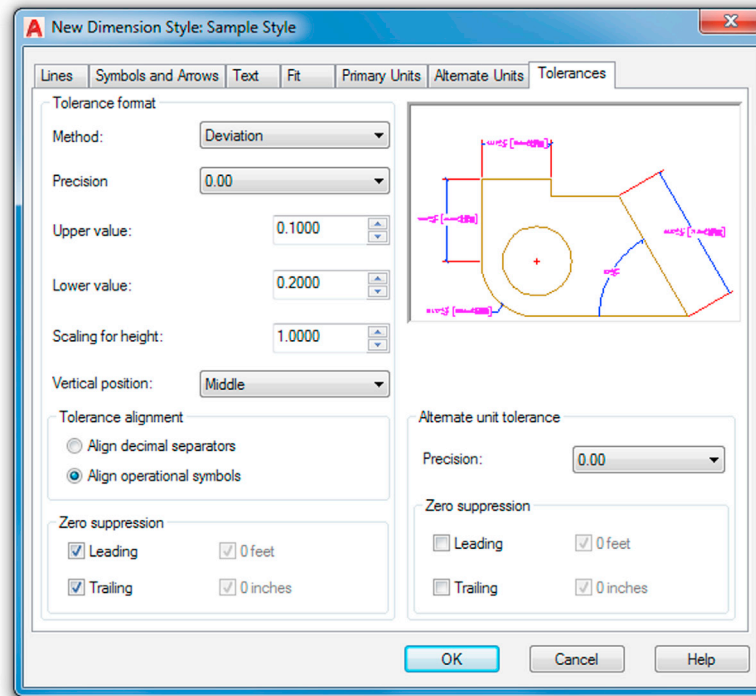 New Dimension Style: Sample Style
Lines Symbols and Arrows Text Fit Primary Units Alternate Units Tolerances
Tolerance format
Method: Deviation
Precision 0.00
Upper value: 0.1000
Lower value: 0.2000
Scaling for height: 1.0000
Vertical position: Middle
Tolerance alignment
Align decimal separators
Align operational symbols
Zero suppression
Leading 0 feet
Trailing 0 inches
Alternate unit tolerance
Precision: 0.00
Zero suppression
Leading 0 feet
Trailing 0 inches
OK Cancel Help